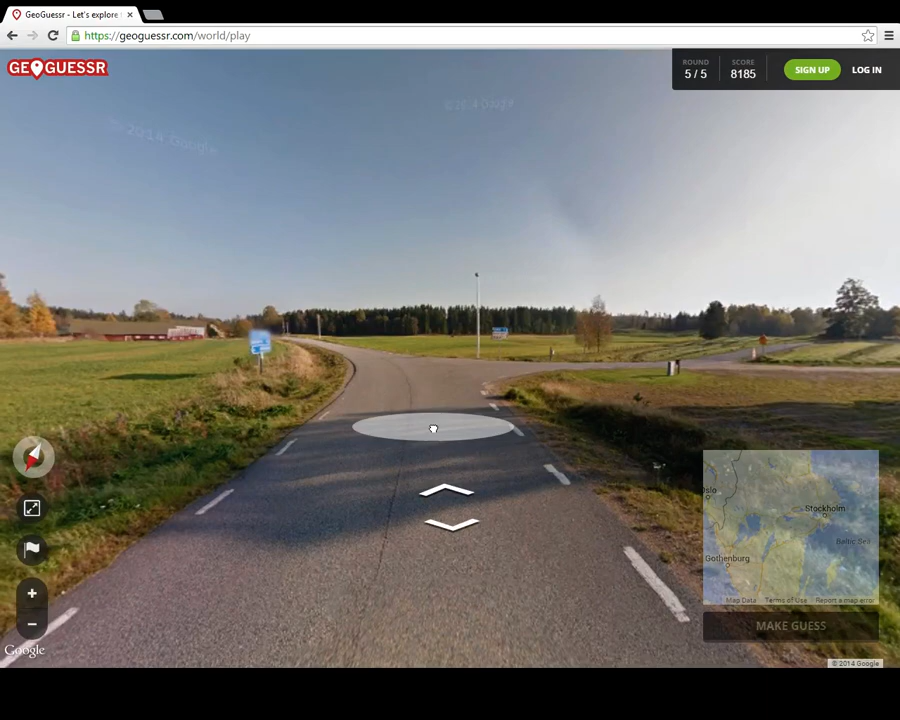 GeoGuessr - Let's explore
https://geoguessr.com/world/play
GEOGUESSR
ROUND
5 / 5
SCORE
8185
SIGN UP
LOG IN
© 2014 Google
Oslo
Stockholm
Baltic Sea
Gothenburg
Map Data
Terms of Use
Report a map error
MAKE GUESS
Google
© 2014 Google